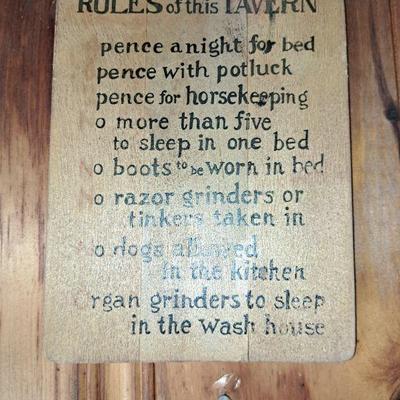 RULES of this TAVERN
pence a night for bed
pence with potluck
pence for horsekeeping
o more than five
to sleep in one bed
o boots to be worn in bed
o razor grinders or
tinkers taken in
o dogs allowed
in the kitchen
rgan grinders to sleep
in the wash house